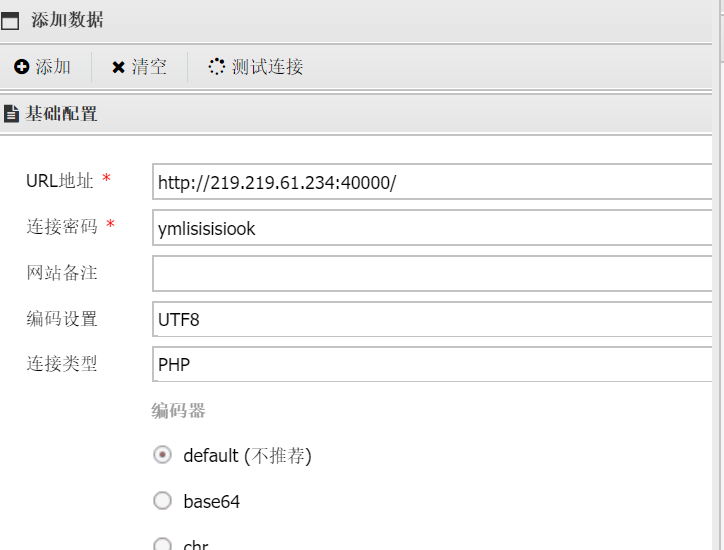 添加数据
添加 清空 测试连接
基础配置
URL地址 * http://219.219.61.234:40000/
连接密码 * ymlisisisiook
网站备注
编码设置 UTF8
连接类型 PHP
编码器
default (不推荐)
base64
chr